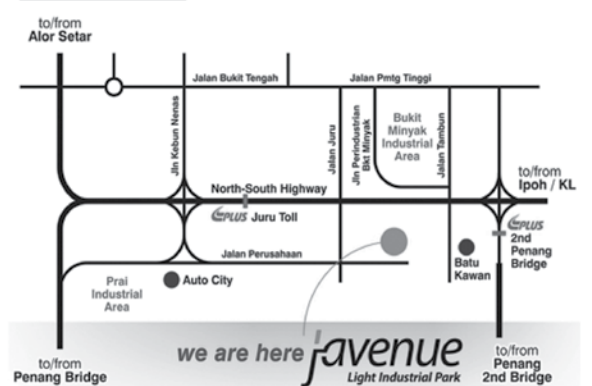 to/from
Alor Setar
Jalan Bukit Tengah
Jalan Pmtg Tinggi
Jln Kebun Nenas
Jalan Juru
Jln Perindustrian
Bkt Minyak
Bukit
Minyak
Industrial
Area
Jalan Tambun
to/from
Ipoh / KL
North-South Highway
PLUS Juru Toll
PLUS
2nd
Penang
Bridge
Jalan Perusahaan
Batu
Kawan
Prai
Industrial
Area
Auto City
we are here
javenue
Light Industrial Park
to/from
Penang Bridge
to/from
Penang
2nd Bridge